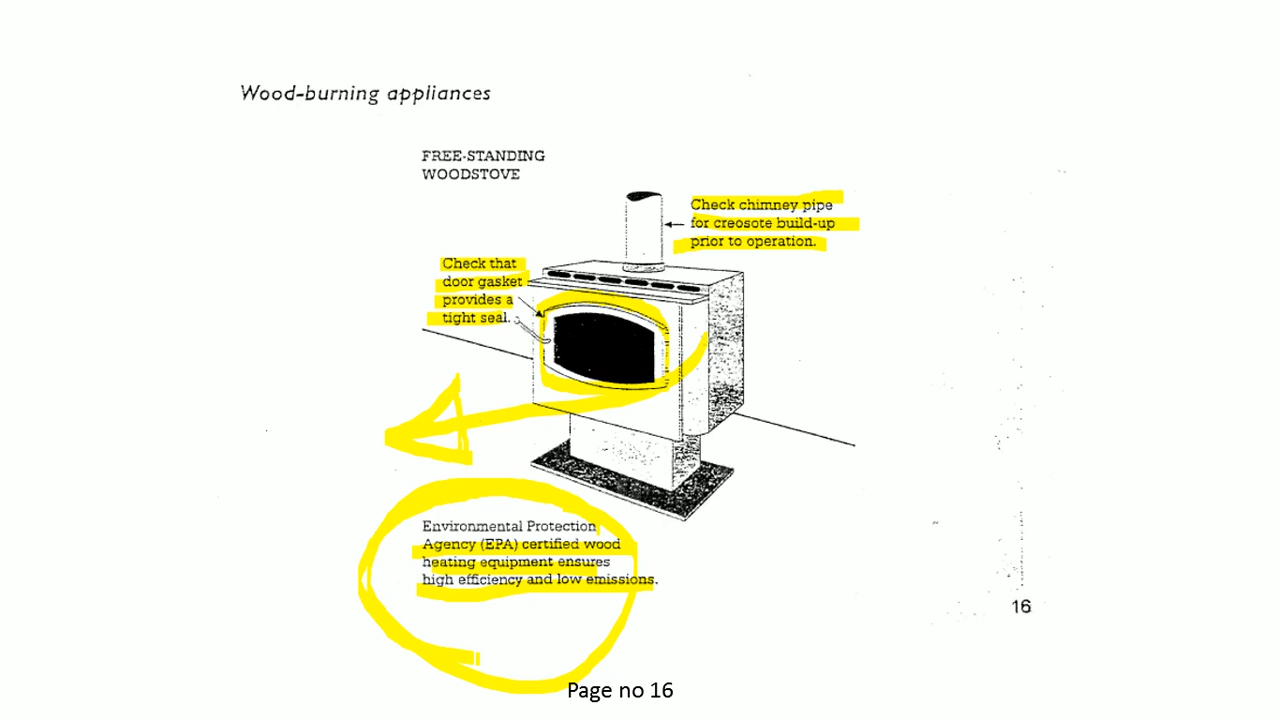 Wood-burning appliances
FREE-STANDING
WOODSTOVE
Check chimney pipe
for creosote build-up
prior to operation.
Check that
door gasket
provides a
tight seal.
Environmental Protection
Agency (EPA) certified wood
heating equipment ensures
high efficiency and low emissions.
16
Page no 16